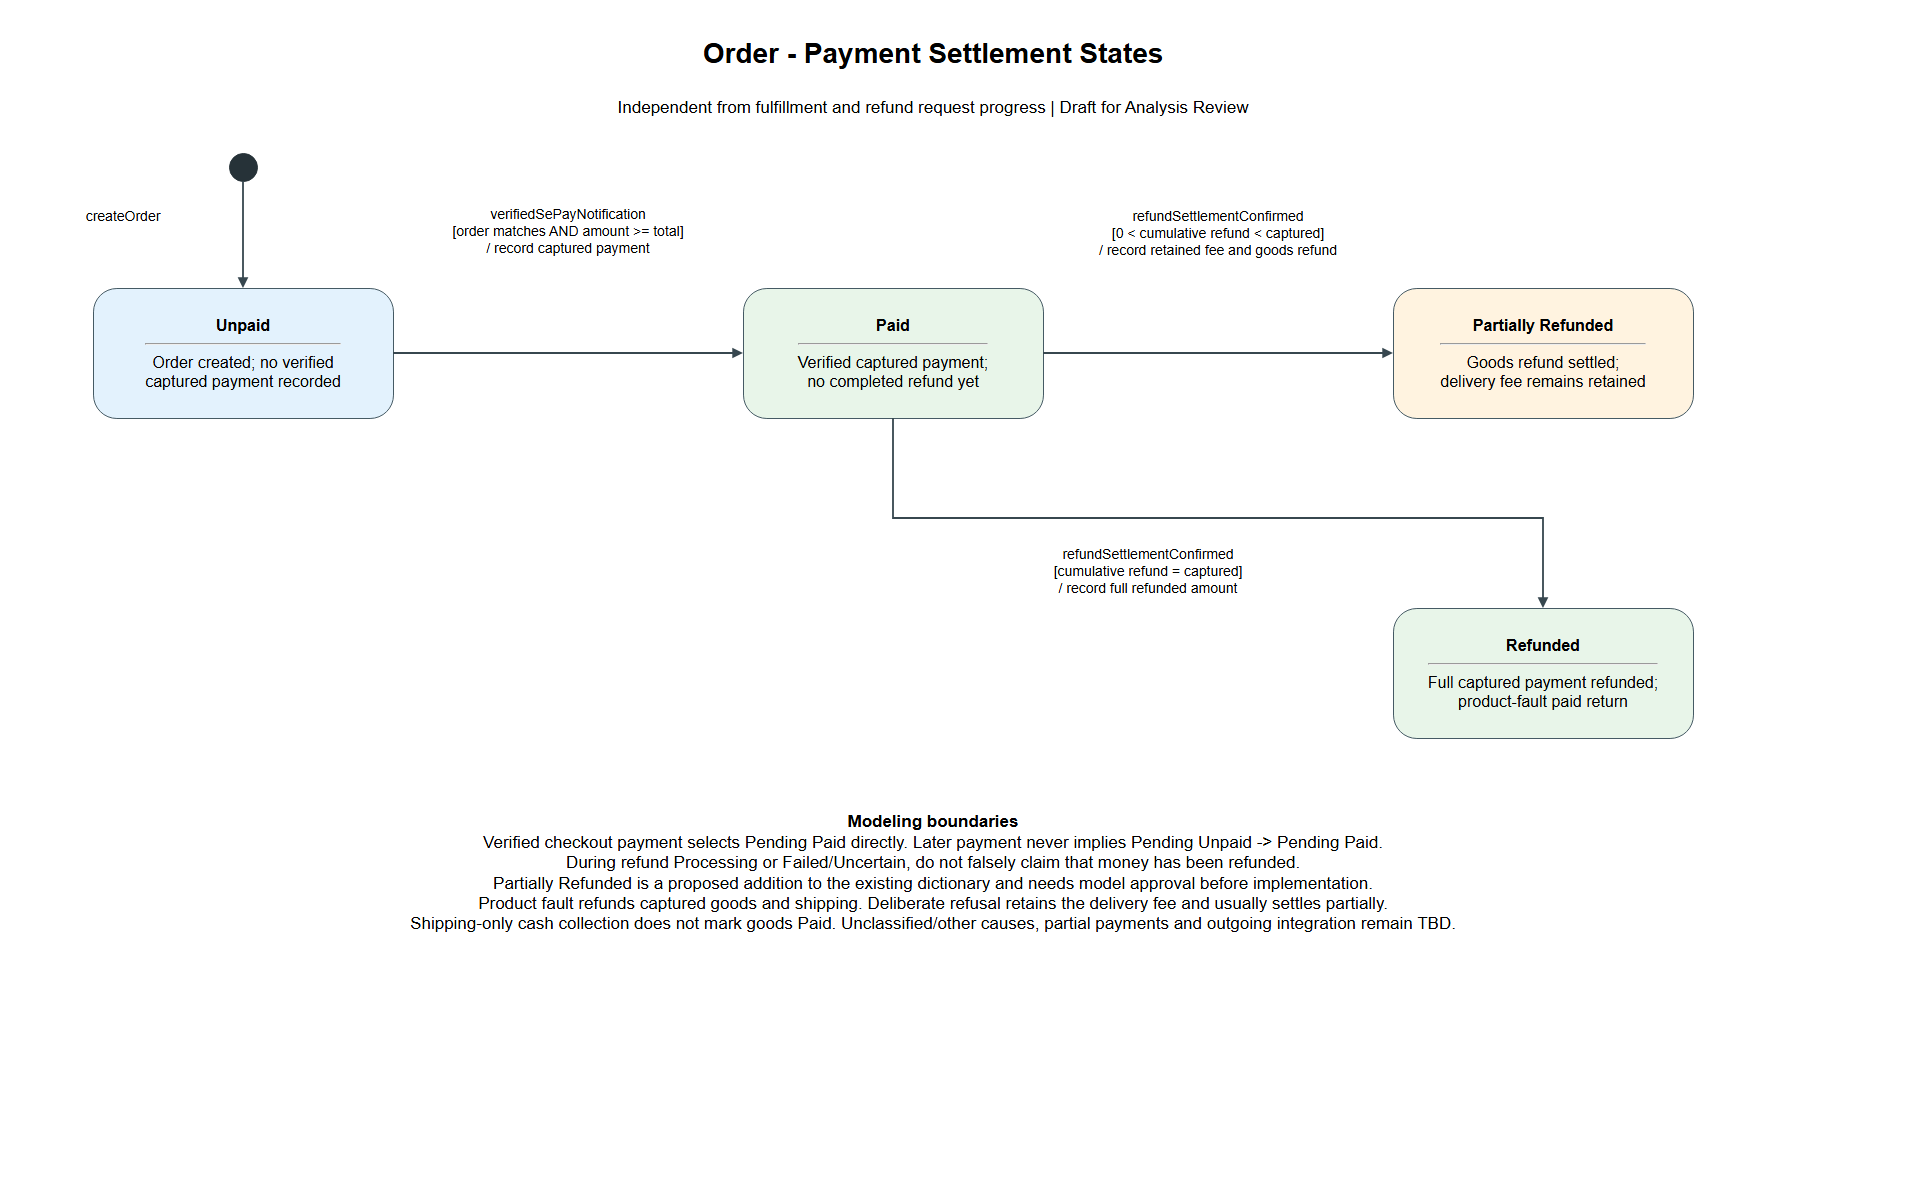 Order - Payment Settlement States
Independent from fulfillment and refund request progress | Draft for Analysis Review
createOrder
verifiedSePayNotification
[order matches AND amount >= total]
/ record captured payment
refundSettlementConfirmed
[0 < cumulative refund < captured]
/ record retained fee and goods refund
Unpaid
Order created; no verified
captured payment recorded
Paid
Verified captured payment;
no completed refund yet
Partially Refunded
Goods refund settled;
delivery fee remains retained
refundSettlementConfirmed
[cumulative refund = captured]
/ record full refunded amount
Refunded
Full captured payment refunded;
product-fault paid return
Modeling boundaries
Verified checkout payment selects Pending Paid directly. Later payment never implies Pending Unpaid -> Pending Paid.
During refund Processing or Failed/Uncertain, do not falsely claim that money has been refunded.
Partially Refunded is a proposed addition to the existing dictionary and needs model approval before implementation.
Product fault refunds captured goods and shipping. Deliberate refusal retains the delivery fee and usually settles partially.
Shipping-only cash collection does not mark goods Paid. Unclassified/other causes, partial payments and outgoing integration remain TBD.